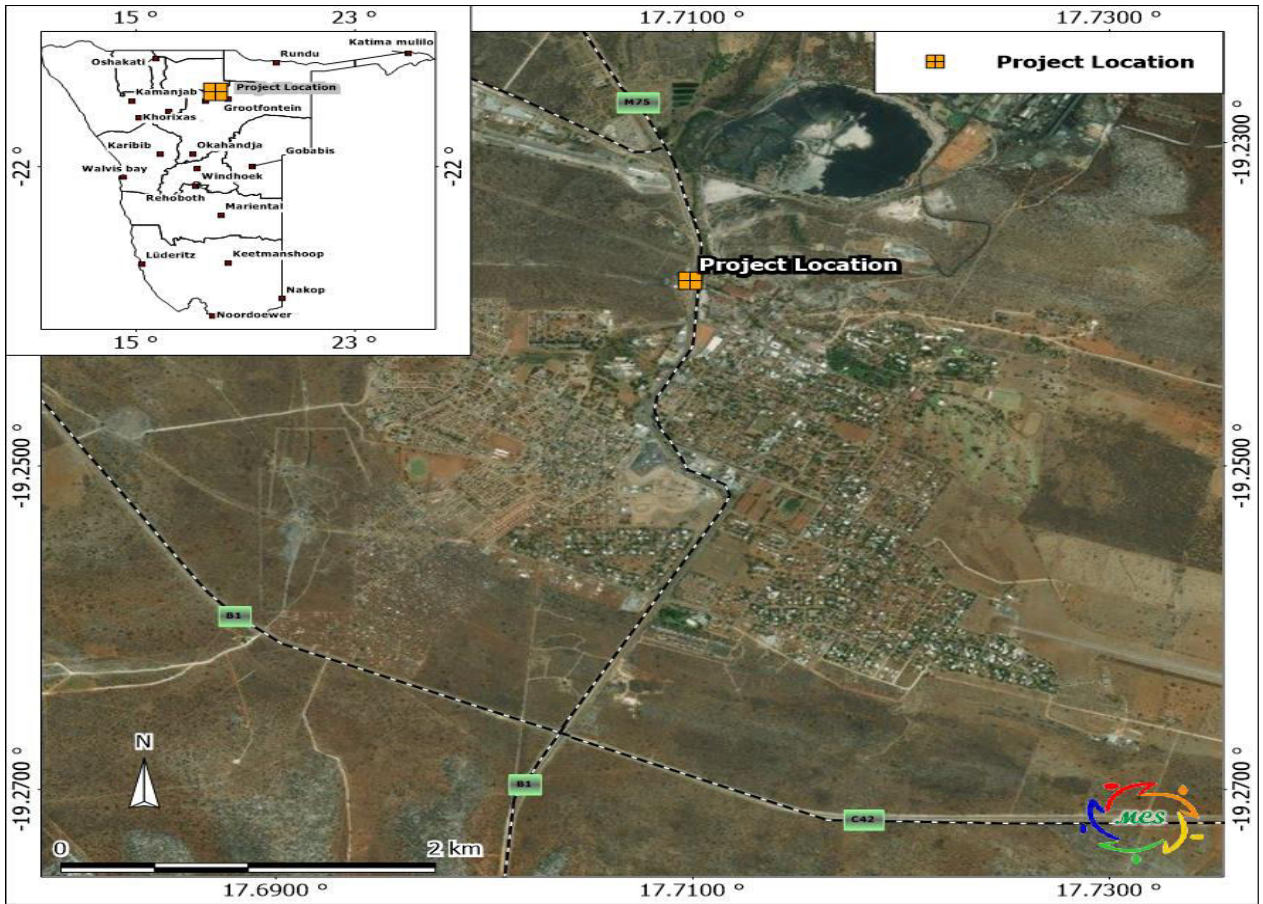 15 °
23 °
17.7100 °
17.7300 °
Katima mulilo
Rundu
Oshakati
Project Location
Kamanjab
Grootfontein
Khorixas
Karibib
Okahandja
Gobabis
Walvis bay
Windhoek
Rehoboth
Mariental
Lüderitz
Keetmanshoop
Nakop
Noordoewer
-22 °
-22 °
15 °
23 °
Project Location
M75
-19.2300 °
Project Location
-19.2500 °
-19.2500 °
B1
B1
C42
N
-19.2700 °
-19.2700 °
MCS
0
2 km
17.6900 °
17.7100 °
17.7300 °